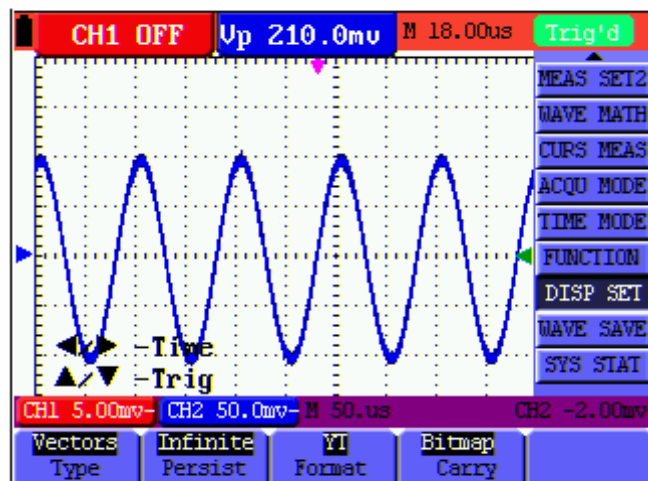 CH1 OFF Vp 210.0mv M 18.00us Trig'd
MEAS SET2
WAVE MATH
CURS MEAS
ACQU MODE
TIME MODE
FUNCTION
DISP SET
WAVE SAVE
SYS STAT
-Time
-Trig
CH1 5.00mv- CH2 50.0mv- M 50.us CH2 -2.00mv
Vectors Infinite YT Bitmap
Type Persist Format Carry